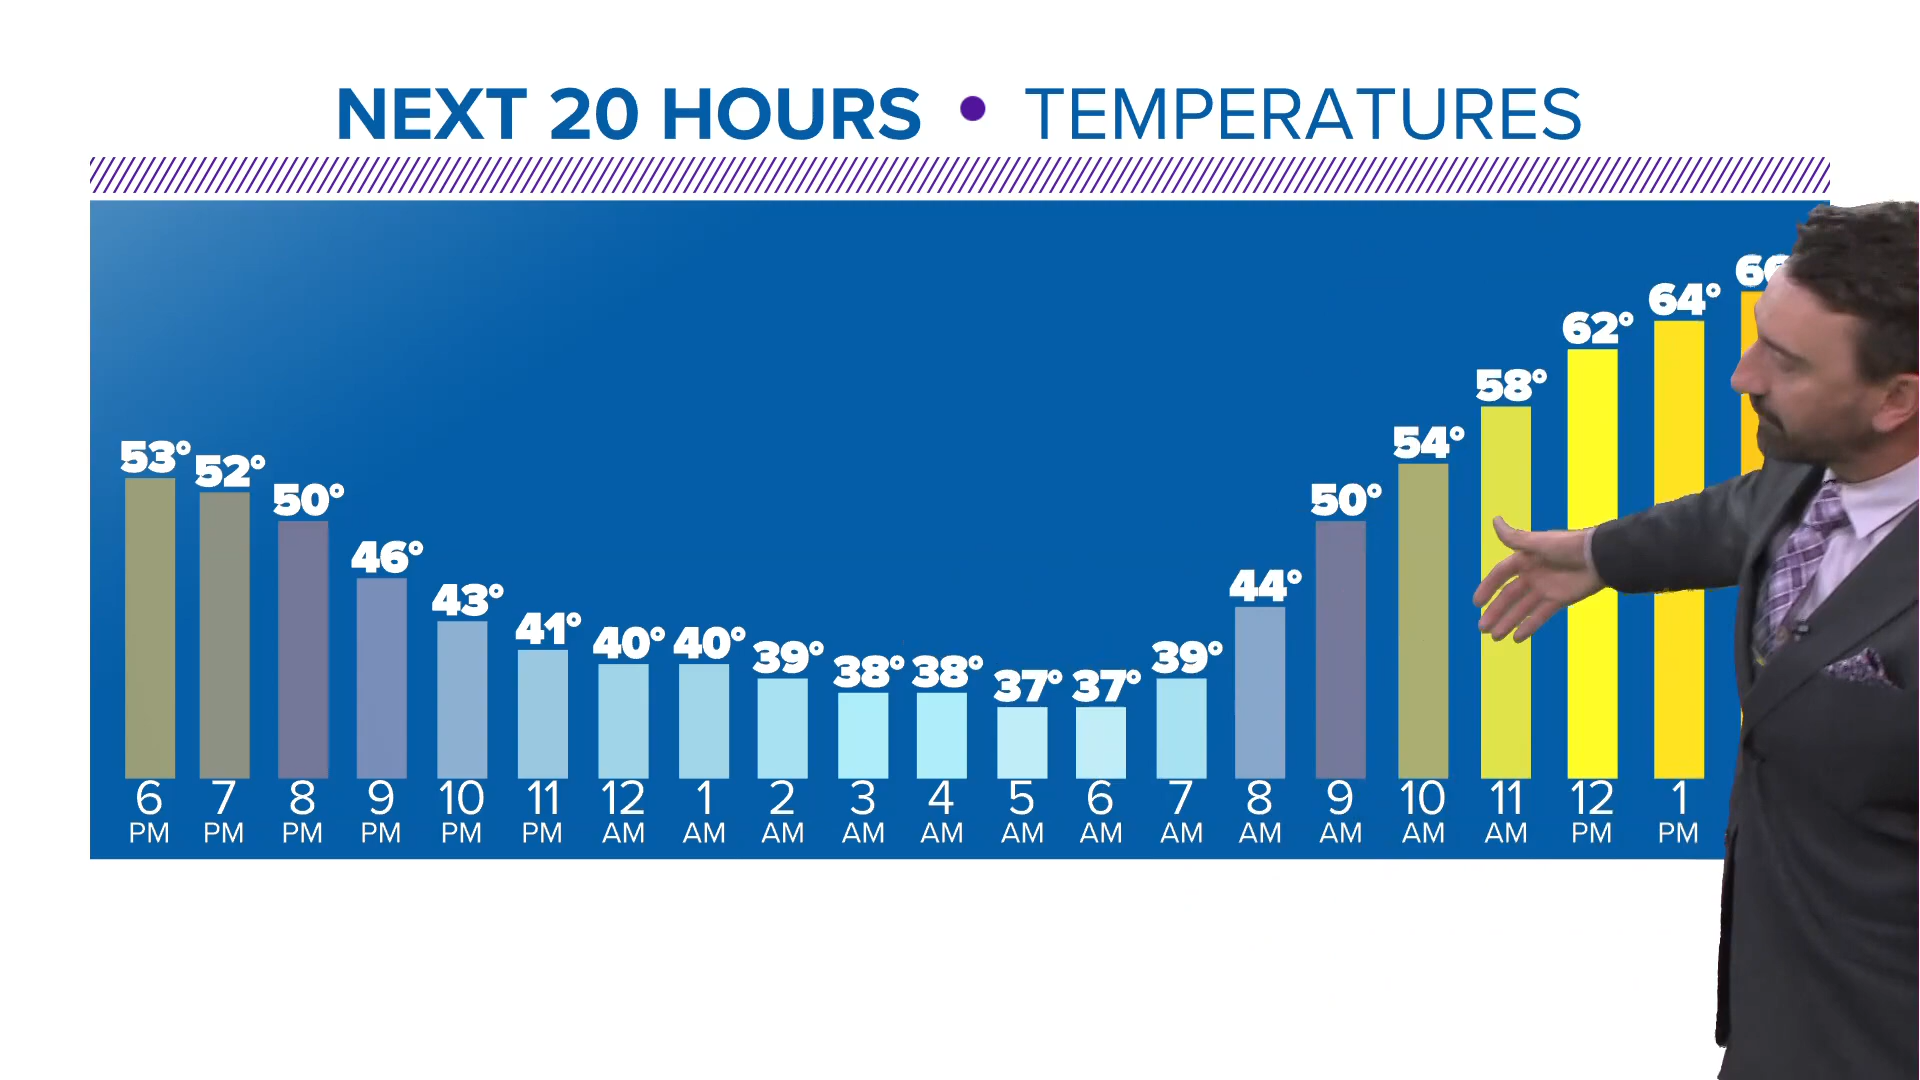 NEXT 20 HOURS • TEMPERATURES
53° 52° 50° 46° 43° 41° 40° 40° 39° 38° 38° 37° 37° 39° 44° 50° 54° 58° 62° 64°
6 7 8 9 10 11 12 1 2 3 4 5 6 7 8 9 10 11 12 1
PM PM PM PM PM PM AM AM AM AM AM AM AM AM AM AM AM AM PM PM